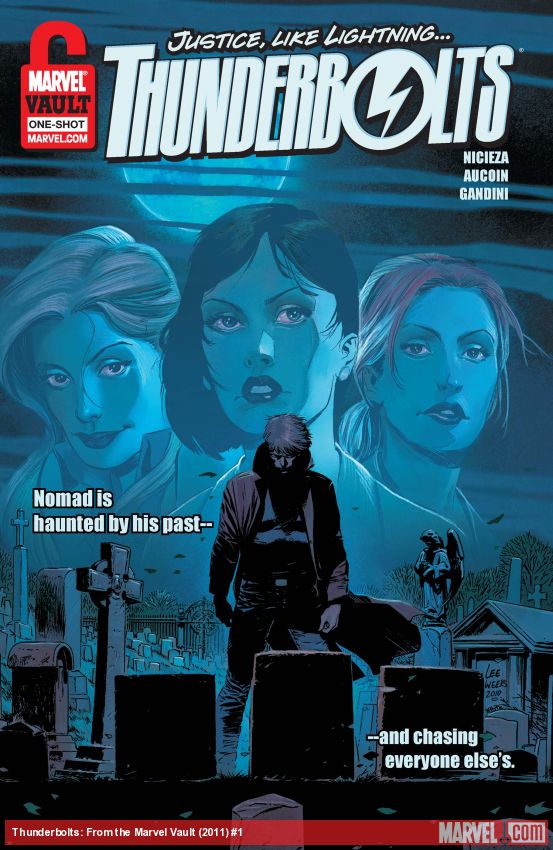 JUSTICE, LIKE LIGHTNING...
THUNDERBOLTS
MARVEL
VAULT
ONE-SHOT
MARVEL.COM
NICIEZA
AUCOIN
GANDINI
Nomad is
haunted by his past--
LEE
WEEKS
2010
--and chasing
everyone else's.
Thunderbolts: From the Marvel Vault (2011) #1
MARVEL.com